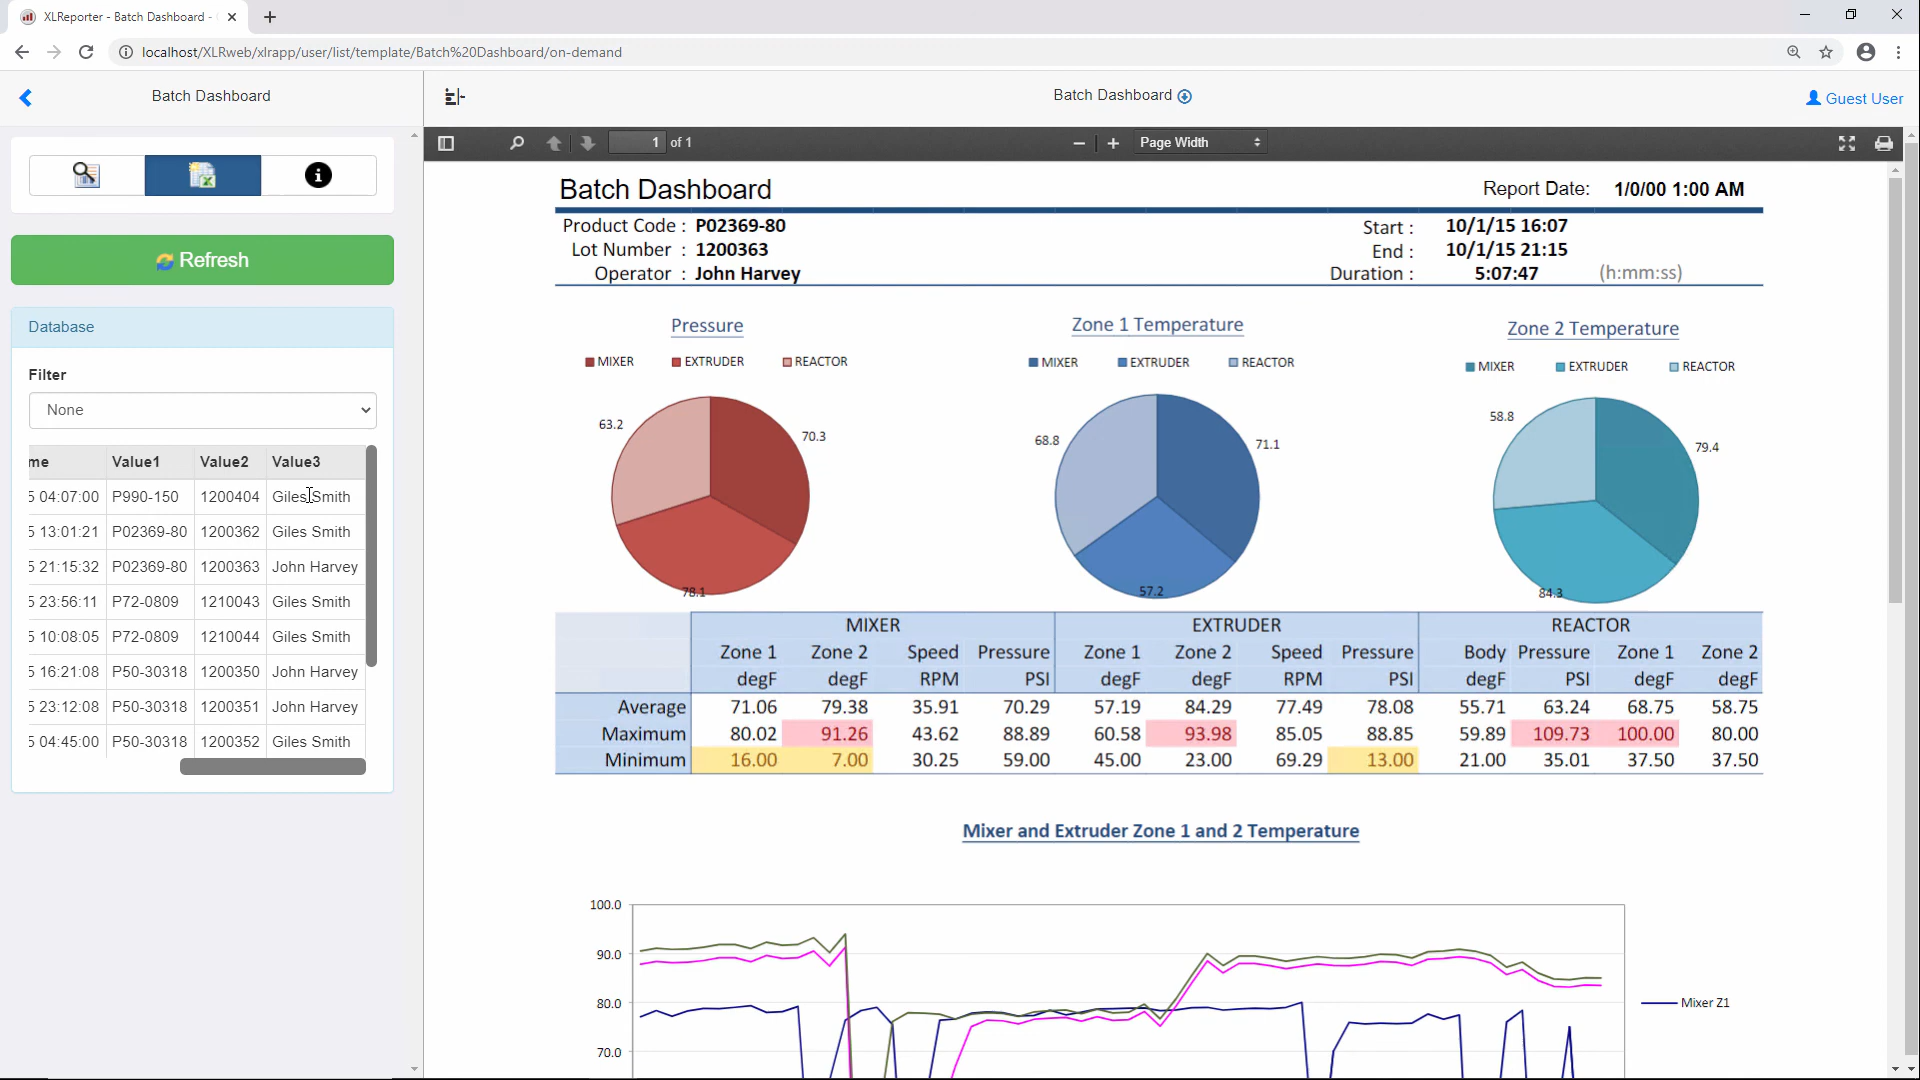 XLReporter - Batch Dashboard -
localhost/XLRweb/xlrapp/user/list/template/Batch%20Dashboard/on-demand
Batch Dashboard
Batch Dashboard
Guest User
1 of 1
Page Width
Refresh
Database
Filter
None
me Value1 Value2 Value3
5 04:07:00 P990-150 1200404 Giles Smith
5 13:01:21 P02369-80 1200362 Giles Smith
5 21:15:32 P02369-80 1200363 John Harvey
5 23:56:11 P72-0809 1210043 Giles Smith
5 10:08:05 P72-0809 1210044 Giles Smith
5 16:21:08 P50-30318 1200350 John Harvey
5 23:12:08 P50-30318 1200351 John Harvey
5 04:45:00 P50-30318 1200352 Giles Smith
Batch Dashboard
Report Date: 1/0/00 1:00 AM
Product Code : P02369-80
Lot Number : 1200363
Operator : John Harvey
Start : 10/1/15 16:07
End : 10/1/15 21:15
Duration : 5:07:47 (h:mm:ss)
Pressure
MIXER EXTRUDER REACTOR
63.2
70.3
78.1
Zone 1 Temperature
MIXER EXTRUDER REACTOR
68.8
71.1
57.2
Zone 2 Temperature
MIXER EXTRUDER REACTOR
58.8
79.4
84.3
MIXER EXTRUDER REACTOR
Zone 1 Zone 2 Speed Pressure Zone 1 Zone 2 Speed Pressure Body Pressure Zone 1 Zone 2
degF degF RPM PSI degF degF RPM PSI degF PSI degF degF
Average 71.06 79.38 35.91 70.29 57.19 84.29 77.49 78.08 55.71 63.24 68.75 58.75
Maximum 80.02 91.26 43.62 88.89 60.58 93.98 85.05 88.85 59.89 109.73 100.00 80.00
Minimum 16.00 7.00 30.25 59.00 45.00 23.00 69.29 13.00 21.00 35.01 37.50 37.50
Mixer and Extruder Zone 1 and 2 Temperature
100.0
90.0
80.0
70.0
Mixer Z1